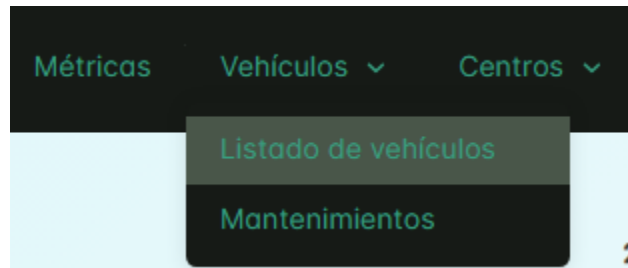 Métricas Vehículos Centros
Listado de vehículos
Mantenimientos